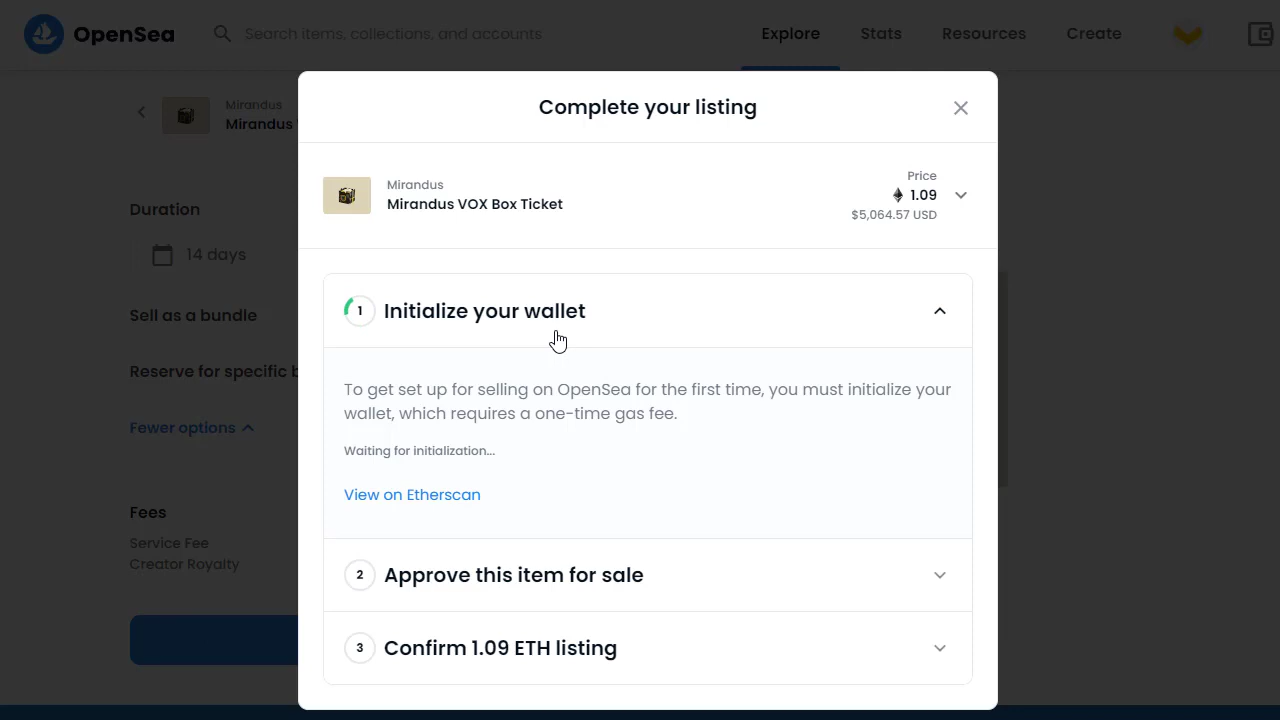 OpenSea
Search items, collections, and accounts
Explore
Stats
Resources
Create
Mirandus
Mirandus
Duration
14 days
Sell as a bundle
Reserve for specific b
Fewer options
Fees
Service Fee
Creator Royalty
Complete your listing
Mirandus
Mirandus VOX Box Ticket
Price
1.09
$5,064.57 USD
1 Initialize your wallet
To get set up for selling on OpenSea for the first time, you must initialize your
wallet, which requires a one-time gas fee.
Waiting for initialization...
View on Etherscan
2 Approve this item for sale
3 Confirm 1.09 ETH listing